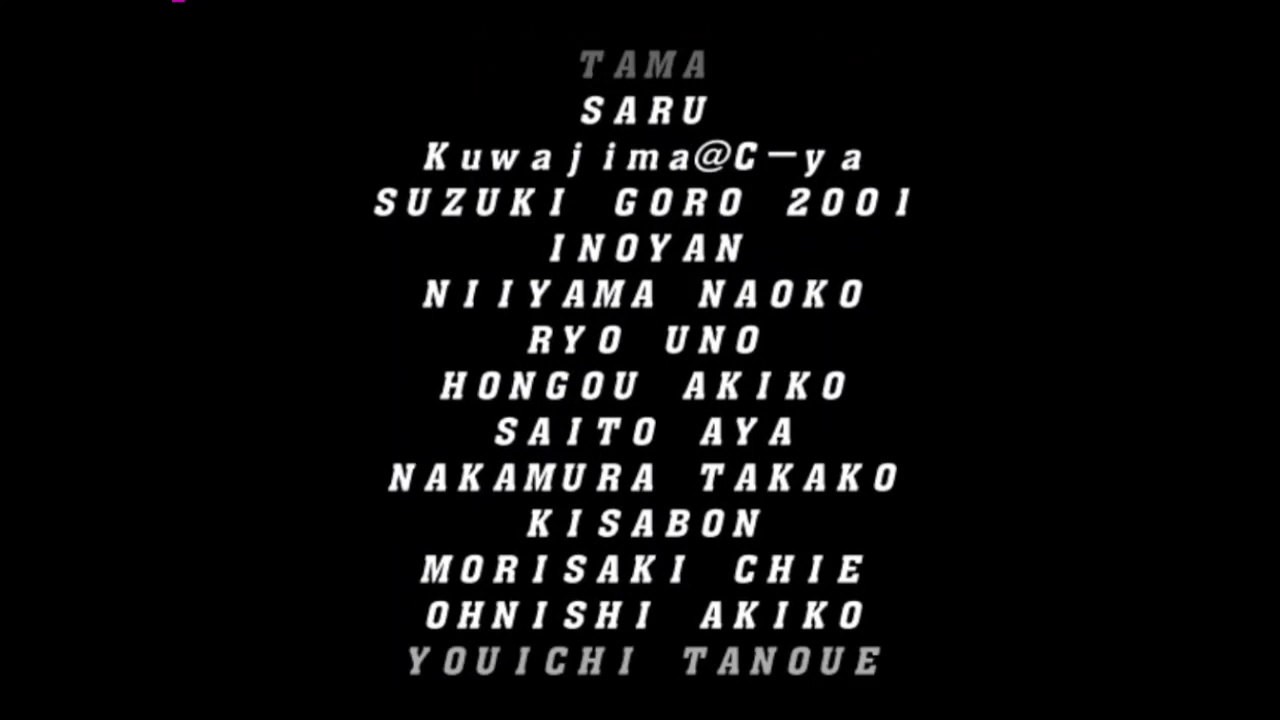 TAMA
SARU
Kuwajima@C－ya
SUZUKI GORO 2001
INOYAN
NIIYAMA NAOKO
RYO UNO
HONGOU AKIKO
SAITO AYA
NAKAMURA TAKAKO
KISABON
MORISAKI CHIE
OHNISHI AKIKO
YOUICHI TANOUE